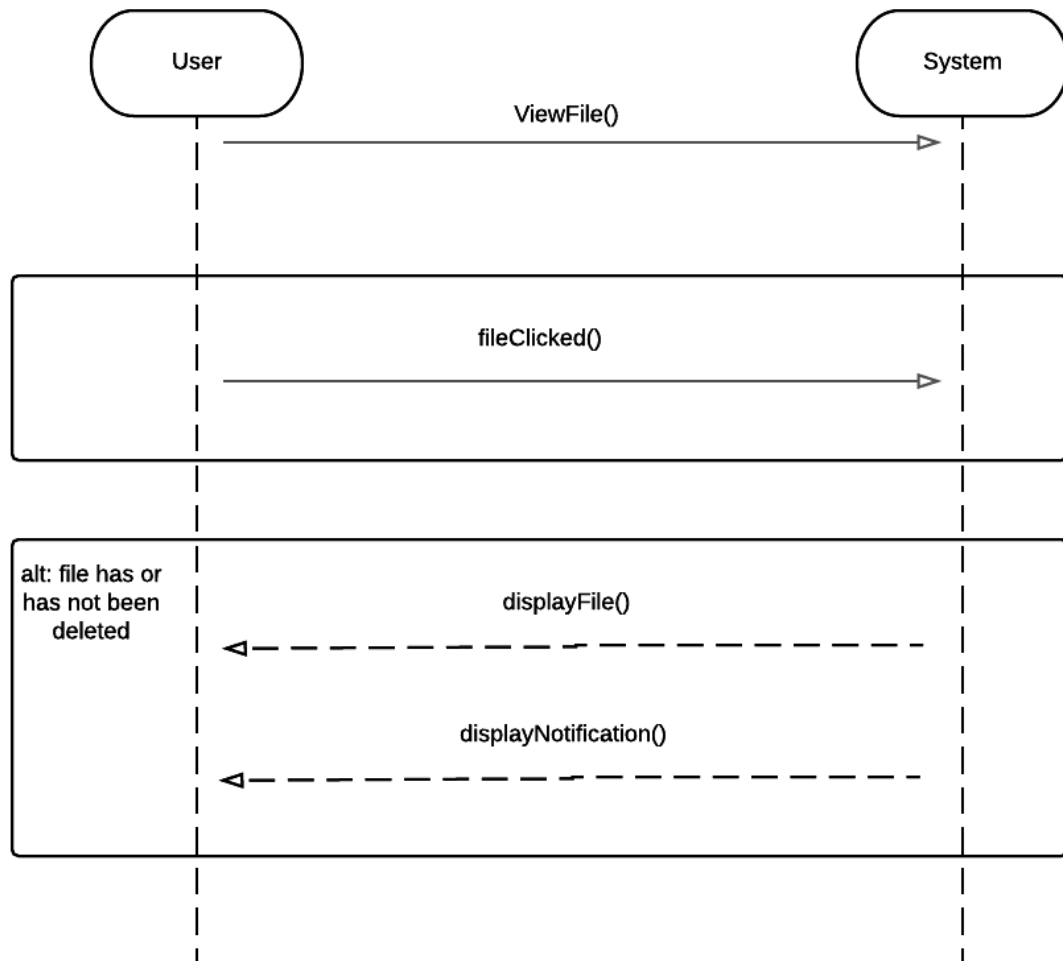 User
System
ViewFile()
fileClicked()
alt: file has or
has not been
deleted
displayFile()
displayNotification()